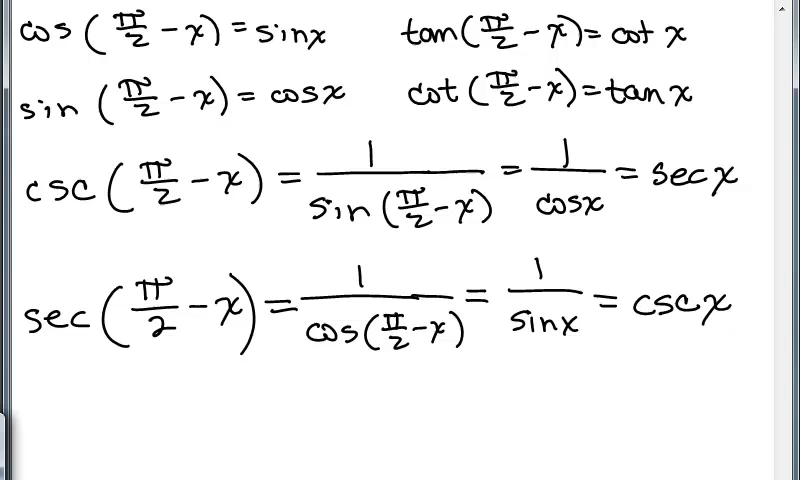 cos(π/2 − x) = sinx    tan(π/2 − x) = cot x
sin(π/2 − x) = cosx    cot(π/2 − x) = tanx
csc(π/2 − x) = 1/sin(π/2 − x) = 1/cosx = secx
sec(π/2 − x) = 1/cos(π/2 − x) = 1/sinx = cscx